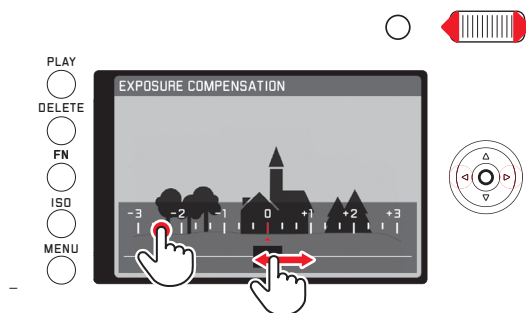 PLAY
DELETE
FN
ISO
MENU
EXPOSURE COMPENSATION
-3 -2 -1 0 +1 +2 +3